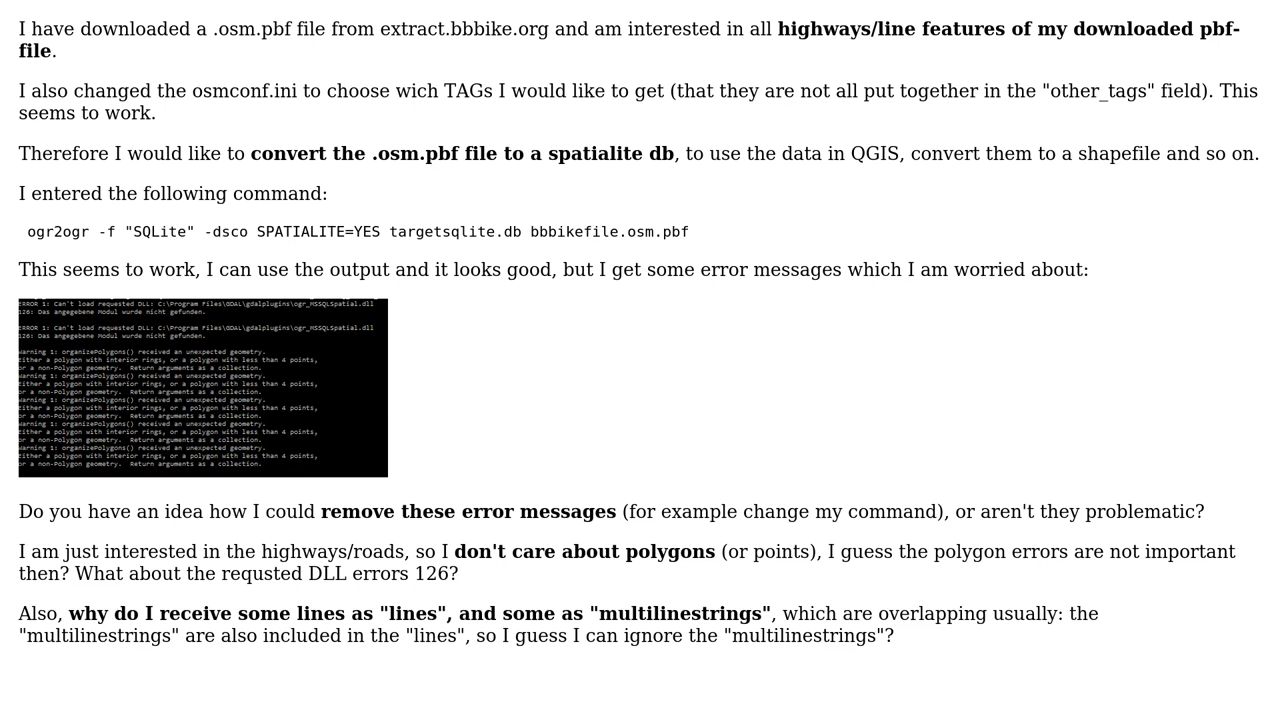 I have downloaded a .osm.pbf file from extract.bbbike.org and am interested in all highways/line features of my downloaded pbf-
file.
I also changed the osmconf.ini to choose wich TAGs I would like to get (that they are not all put together in the "other_tags" field). This
seems to work.
Therefore I would like to convert the .osm.pbf file to a spatialite db, to use the data in QGIS, convert them to a shapefile and so on.
I entered the following command:
ogr2ogr -f "SQLite" -dsco SPATIALITE=YES targetsqlite.db bbbikefile.osm.pbf
This seems to work, I can use the output and it looks good, but I get some error messages which I am worried about:
ERROR 1: Can't load requested DLL: C:\Program Files\GDAL\gdalplugins\ogr_MSSQLSpatial.dll
126: Das angegebene Modul wurde nicht gefunden.
ERROR 1: Can't load requested DLL: C:\Program Files\GDAL\gdalplugins\ogr_MSSQLSpatial.dll
126: Das angegebene Modul wurde nicht gefunden.
Warning 1: organizePolygons() received an unexpected geometry.
Either a polygon with interior rings, or a polygon with less than 4 points,
or a non-Polygon geometry. Return arguments as a collection.
Warning 1: organizePolygons() received an unexpected geometry.
Either a polygon with interior rings, or a polygon with less than 4 points,
or a non-Polygon geometry. Return arguments as a collection.
Warning 1: organizePolygons() received an unexpected geometry.
Either a polygon with interior rings, or a polygon with less than 4 points,
or a non-Polygon geometry. Return arguments as a collection.
Warning 1: organizePolygons() received an unexpected geometry.
Either a polygon with interior rings, or a polygon with less than 4 points,
or a non-Polygon geometry. Return arguments as a collection.
Warning 1: organizePolygons() received an unexpected geometry.
Either a polygon with interior rings, or a polygon with less than 4 points,
or a non-Polygon geometry. Return arguments as a collection.
Do you have an idea how I could remove these error messages (for example change my command), or aren't they problematic?
I am just interested in the highways/roads, so I don't care about polygons (or points), I guess the polygon errors are not important
then? What about the requsted DLL errors 126?
Also, why do I receive some lines as "lines", and some as "multilinestrings", which are overlapping usually: the
"multilinestrings" are also included in the "lines", so I guess I can ignore the "multilinestrings"?